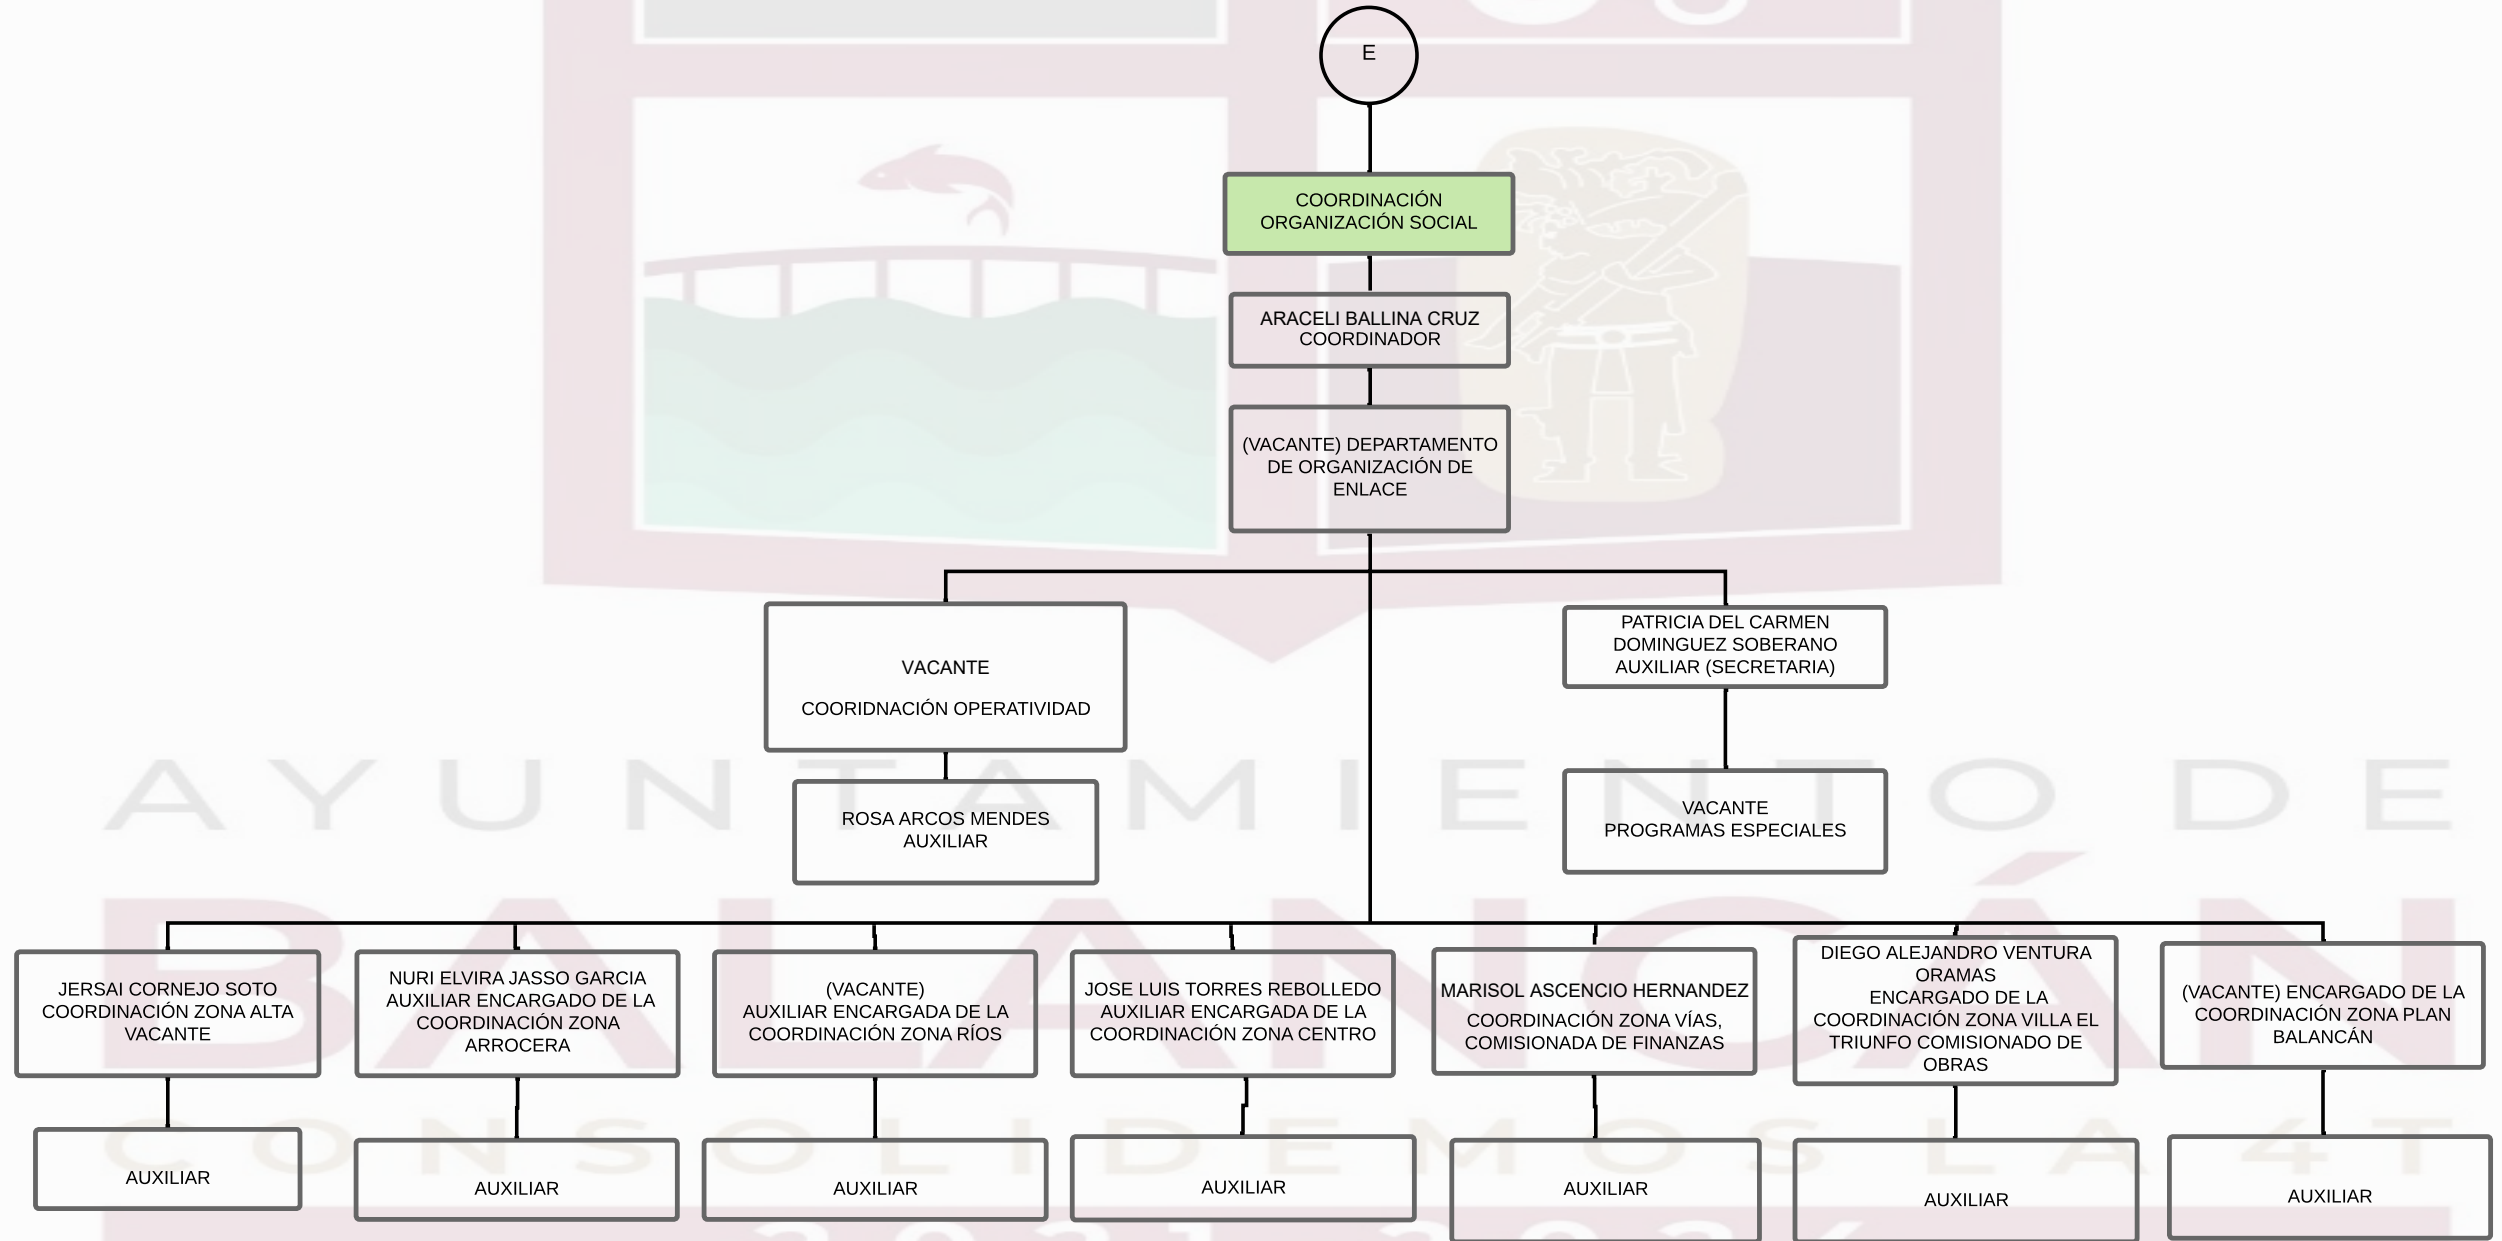 E
COORDINACIÓN
ORGANIZACIÓN SOCIAL
ARACELI BALLINA CRUZ
COORDINADOR
(VACANTE) DEPARTAMENTO
DE ORGANIZACIÓN DE
ENLACE
VACANTE
COORIDNACIÓN OPERATIVIDAD
PATRICIA DEL CARMEN
DOMINGUEZ SOBERANO
AUXILIAR (SECRETARIA)
ROSA ARCOS MENDES
AUXILIAR
VACANTE
PROGRAMAS ESPECIALES
AYUNTAMIENTO DE
BALANCÁN
JERSAI CORNEJO SOTO
COORDINACIÓN ZONA ALTA
VACANTE
NURI ELVIRA JASSO GARCIA
AUXILIAR ENCARGADO DE LA
COORDINACIÓN ZONA
ARROCERA
(VACANTE)
AUXILIAR ENCARGADA DE LA
COORDINACIÓN ZONA RÍOS
JOSE LUIS TORRES REBOLLEDO
AUXILIAR ENCARGADA DE LA
COORDINACIÓN ZONA CENTRO
MARISOL ASCENCIO HERNANDEZ
COORDINACIÓN ZONA VÍAS,
COMISIONADA DE FINANZAS
DIEGO ALEJANDRO VENTURA
ORAMAS
ENCARGADO DE LA
COORDINACIÓN ZONA VILLA EL
TRIUNFO COMISIONADO DE
OBRAS
(VACANTE) ENCARGADO DE LA
COORDINACIÓN ZONA PLAN
BALANCÁN
CONSOLIDEMOS LA 4T
AUXILIAR
AUXILIAR
AUXILIAR
AUXILIAR
AUXILIAR
AUXILIAR
AUXILIAR